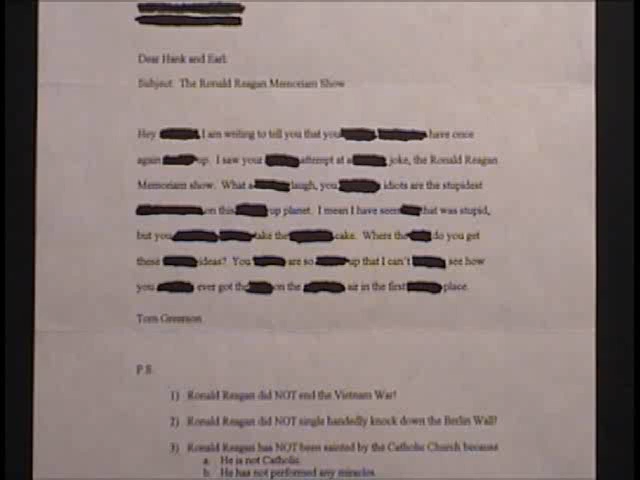 Dear Hank and Earl:
Subject: The Ronald Reagan Memoriam Show
Hey I am writing to tell you that you have once
again up. I saw your attempt at a joke, the Ronald Reagan
Memoriam show. What a laugh, you idiots are the stupidest
on this up planet. I mean I have seen that was stupid,
but you take the cake. Where the do you get
these ideas? You are so up that I can't see how
you ever got the on the air in the first place.
Tom Greenson
P.S.
1) Ronald Reagan did NOT end the Vietnam War!
2) Ronald Reagan did NOT single handedly knock down the Berlin Wall?
3) Ronald Reagan has NOT been sainted by the Catholic Church because
a. He is not Catholic.
b. He has not performed any miracles.